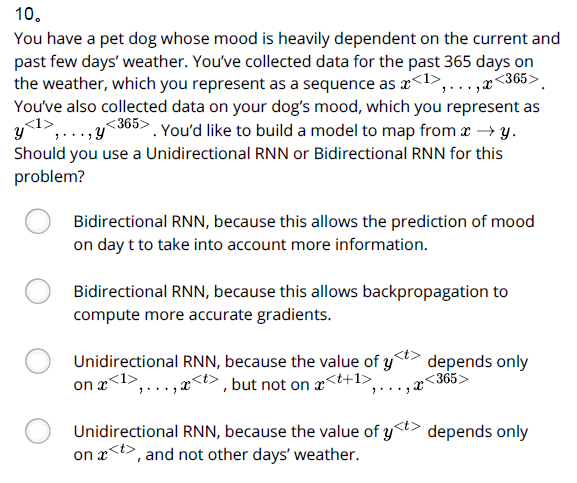 10。
You have a pet dog whose mood is heavily dependent on the current and
past few days' weather. You've collected data for the past 365 days on
the weather, which you represent as a sequence as x<1>, . . . , x<365>.
You've also collected data on your dog's mood, which you represent as
y<1>, . . . , y<365>. You'd like to build a model to map from x → y.
Should you use a Unidirectional RNN or Bidirectional RNN for this
problem?
Bidirectional RNN, because this allows the prediction of mood
on day t to take into account more information.
Bidirectional RNN, because this allows backpropagation to
compute more accurate gradients.
Unidirectional RNN, because the value of y<t> depends only
on x<1>, . . . , x<t>, but not on x<t+1>, . . . , x<365>
Unidirectional RNN, because the value of y<t> depends only
on x<t>, and not other days' weather.